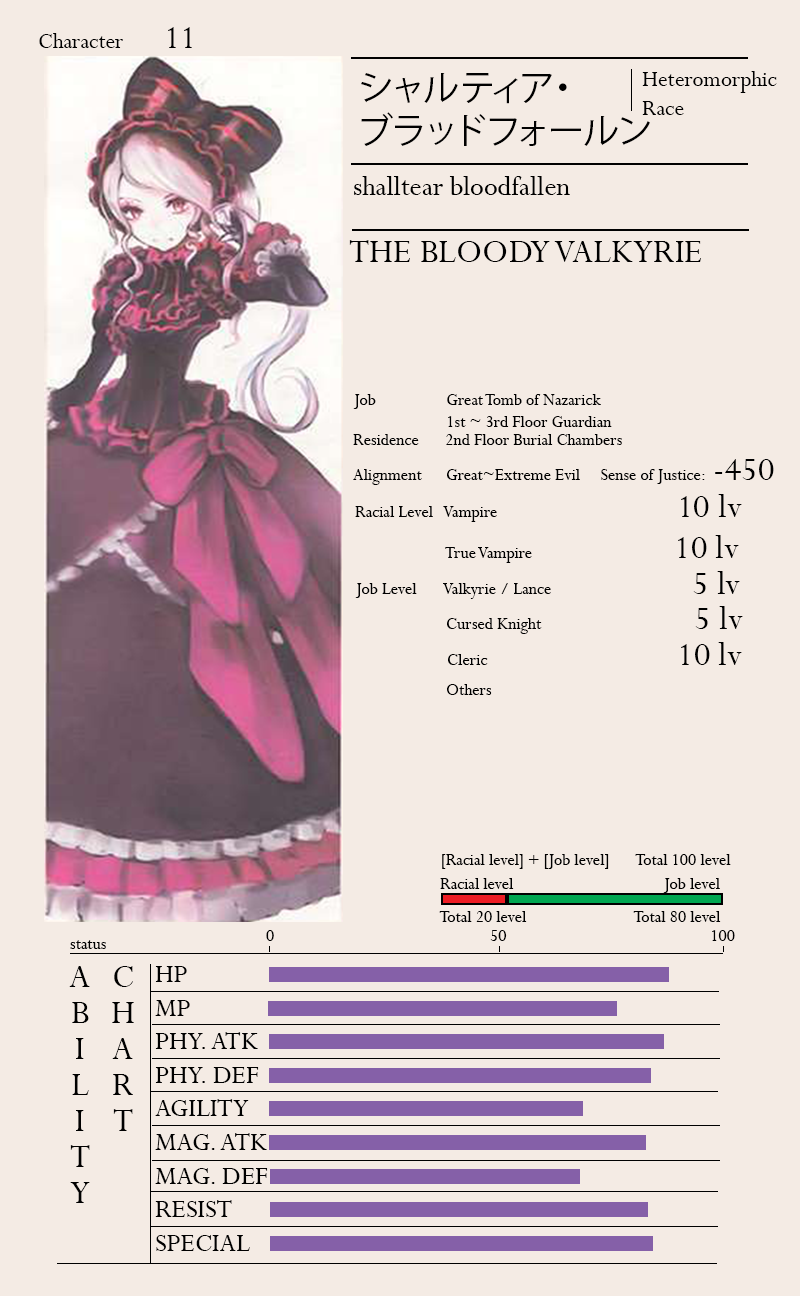 Character 11
シャルティア・
ブラッドフォールン
Heteromorphic
Race
shalltear bloodfallen
THE BLOODY VALKYRIE
Job Great Tomb of Nazarick
1st ~ 3rd Floor Guardian
Residence 2nd Floor Burial Chambers
Alignment Great~Extreme Evil Sense of Justice: -450
Racial Level Vampire 10 lv
True Vampire 10 lv
Job Level Valkyrie / Lance 5 lv
Cursed Knight 5 lv
Cleric 10 lv
Others
[Racial level] + [Job level] Total 100 level
Racial level Job level
Total 20 level Total 80 level
status 0 50 100
ABILITY
CHART
HP
MP
PHY. ATK
PHY. DEF
AGILITY
MAG. ATK
MAG. DEF
RESIST
SPECIAL